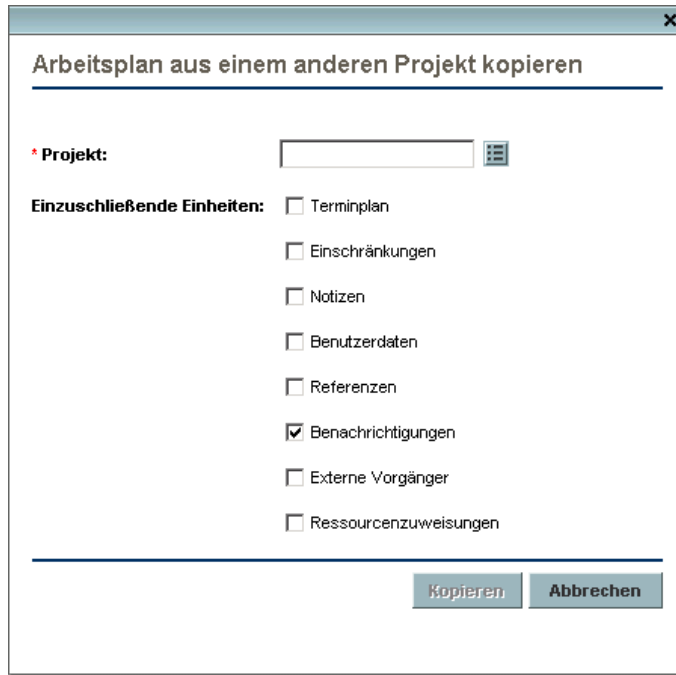 Arbeitsplan aus einem anderen Projekt kopieren
* Projekt:
Einzuschließende Einheiten: Terminplan
Einschränkungen
Notizen
Benutzerdaten
Referenzen
Benachrichtigungen
Externe Vorgänger
Ressourcenzuweisungen
Kopieren Abbrechen